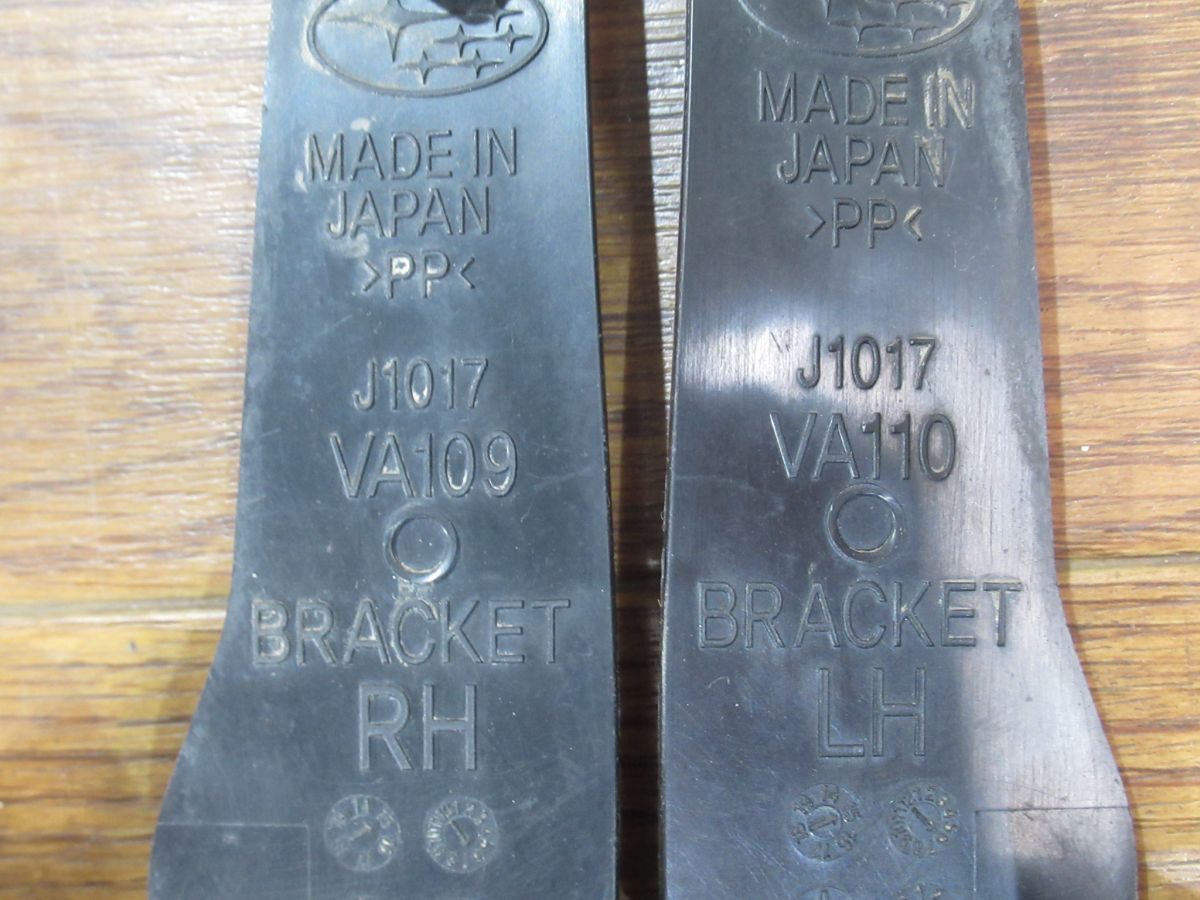 MADE IN
JAPAN
>PP<
J1017
VA109
BRACKET
RH
MADE IN
JAPAN
>PP<
J1017
VA110
BRACKET
LH